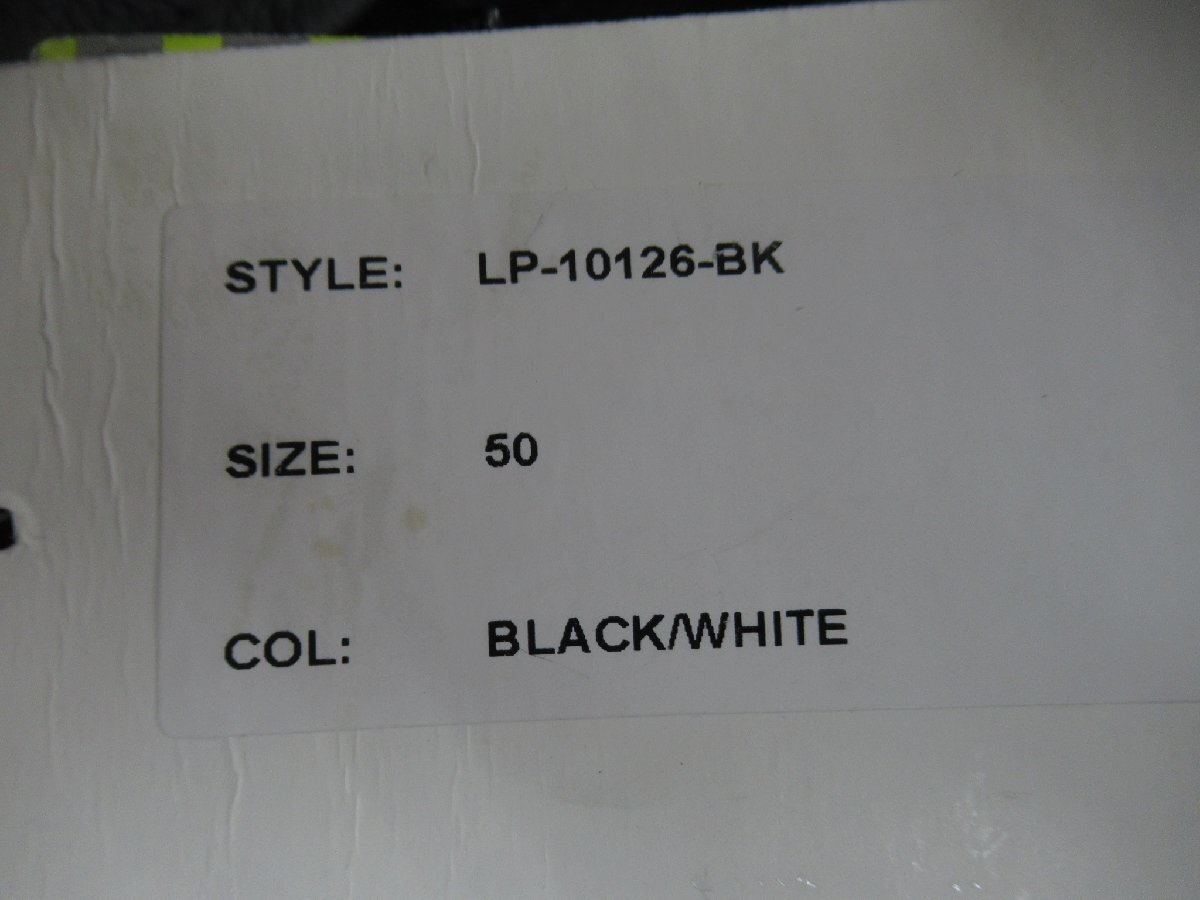 STYLE: LP-10126-BK
SIZE: 50
COL: BLACK/WHITE